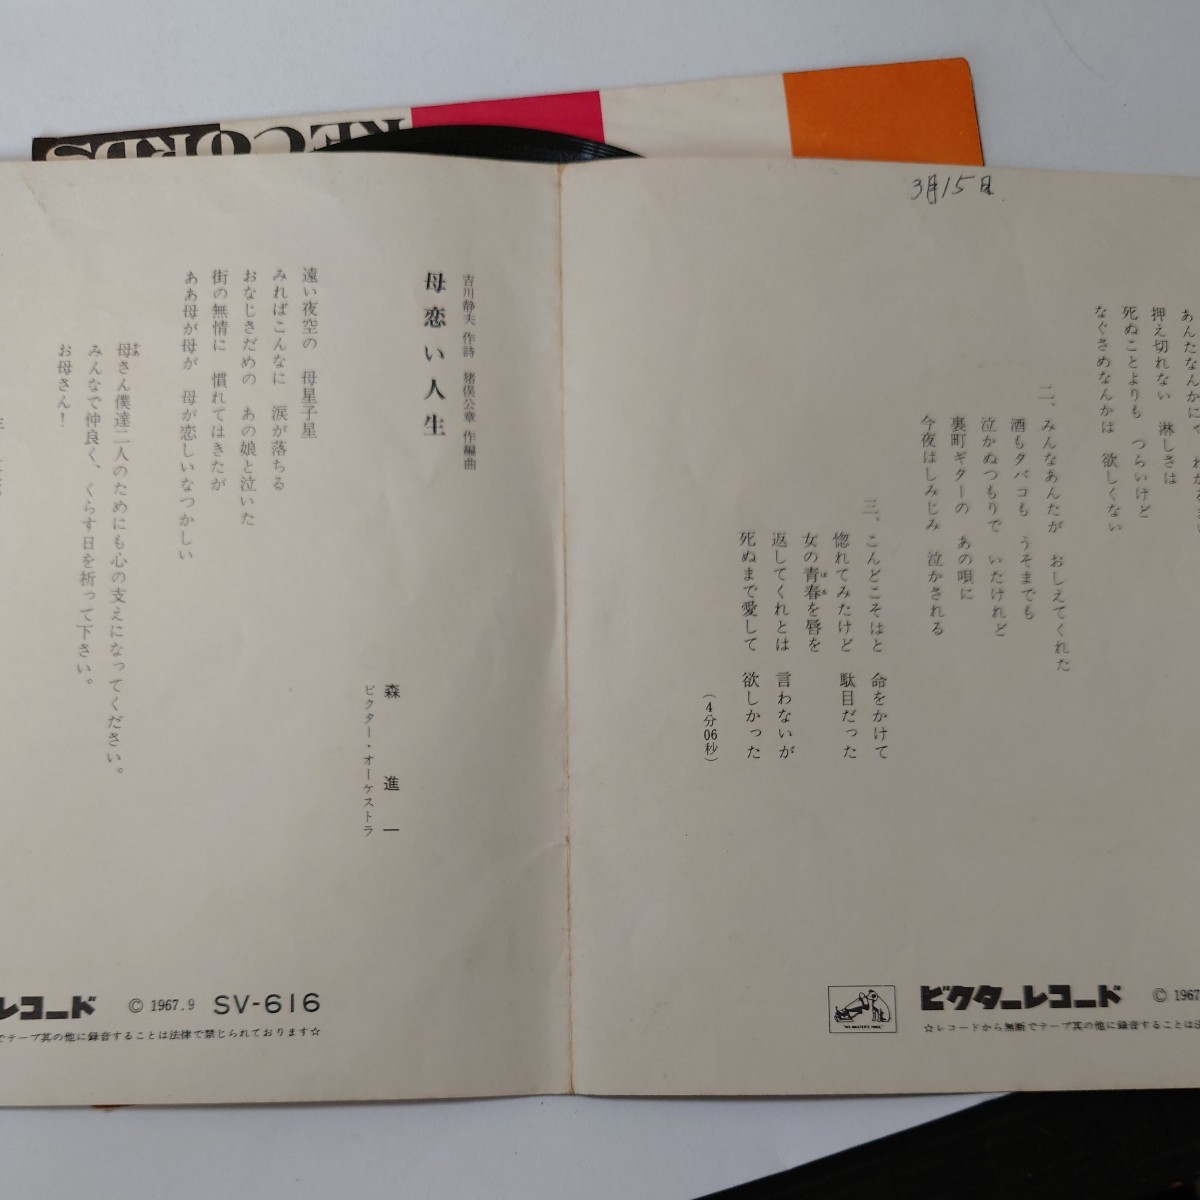 RECORDS
3月15日
あんたなんかにゃ
押え切れない 淋しさは
死ぬことよりも つらいけど
なぐさめなんかは 欲しくない
二、みんなあんたが おしえてくれた
酒もタバコも うそまでも
泣かぬつもりで いたけれど
裏町ギターの あの唄に
今夜はしみじみ 泣かされる
三、こんどこそはと 命をかけて
惚れてみたけど 駄目だった
女の青春を唇を
はる
返してくれとは 言わないが
死ぬまで愛して 欲しかった
(4分06秒)
ビクターレコード © 1967
☆レコードから無断でテープ其の他に録音することは法
"HIS MASTER'S VOICE"
吉川静夫 作詩 猪俣公章 作編曲
母恋い人生
森進一
ビクター・オーケストラ
遠い夜空の 母星子星
みればこんなに 涙が落ちる
おなじさだめの あの娘と泣いた
街の無情に 慣れてはきたが
ああ母が母が 母が恋しいなつかしい
母さん僕達二人のためにも心の支えになってください。
かあ
みんなで仲良く、くらす日を祈って下さい。
お母さん!
レコード © 1967.9 SV-616
でテープ其の他に録音することは法律で禁じられております☆